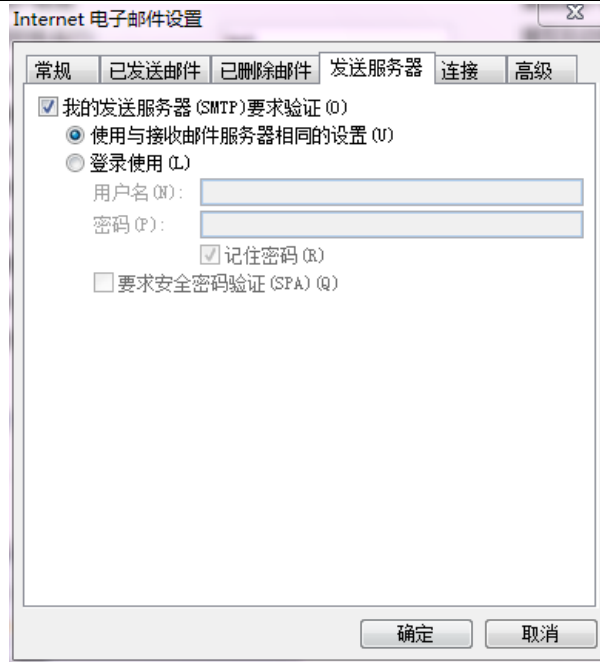 Internet 电子邮件设置
常规 已发送邮件 已删除邮件 发送服务器 连接 高级
我的发送服务器(SMTP)要求验证(O)
使用与接收邮件服务器相同的设置(U)
登录使用(L)
用户名(N):
密码(P):
记住密码(R)
要求安全密码验证(SPA)(Q)
确定 取消